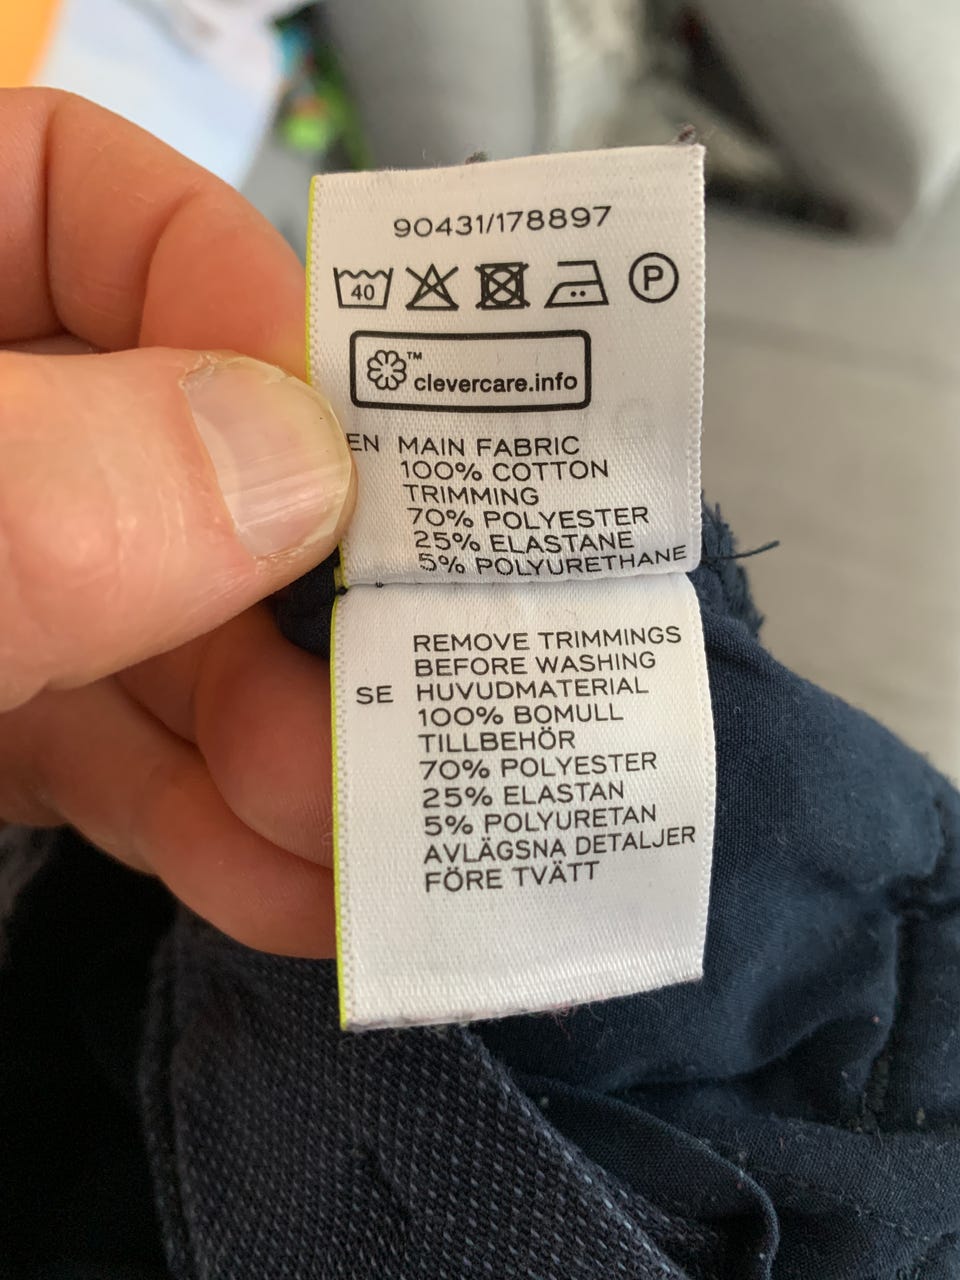 90431/178897
40 P
™
clevercare.info
EN MAIN FABRIC
100% COTTON
TRIMMING
70% POLYESTER
25% ELASTANE
5% POLYURETHANE
REMOVE TRIMMINGS
BEFORE WASHING
SE HUVUDMATERIAL
100% BOMULL
TILLBEHÖR
70% POLYESTER
25% ELASTAN
5% POLYURETAN
AVLÄGSNA DETALJER
FÖRE TVÄTT